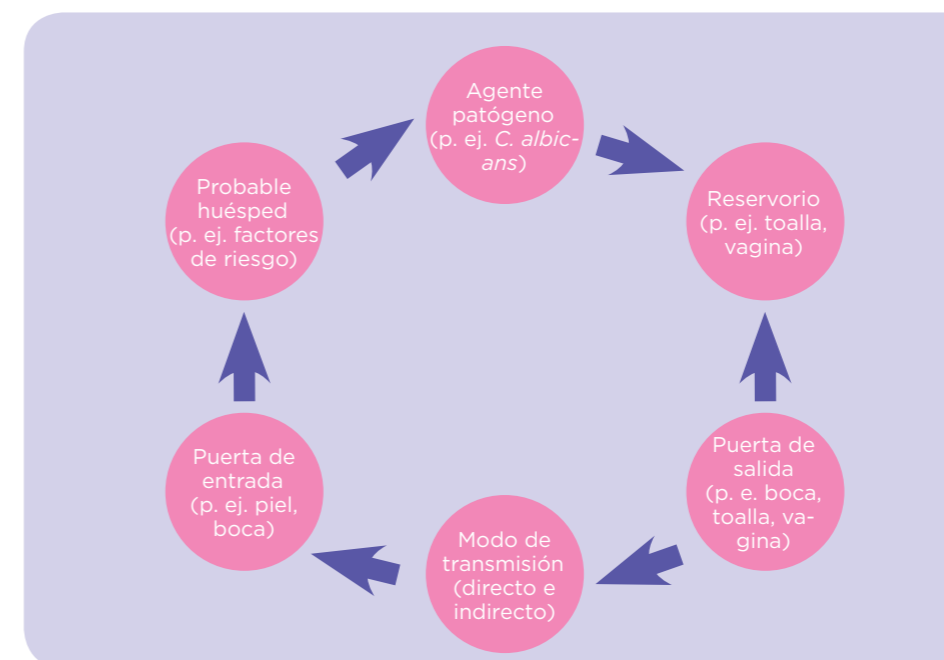 Agente
patógeno
(p. ej. C. albic-
ans)
Reservorio
(p. ej. toalla,
vagina)
Puerta de
salida
(p. e. boca,
toalla, va-
gina)
Modo de
transmisión
(directo e
indirecto)
Puerta de
entrada
(p. ej. piel,
boca)
Probable
huésped
(p. ej. factores
de riesgo)